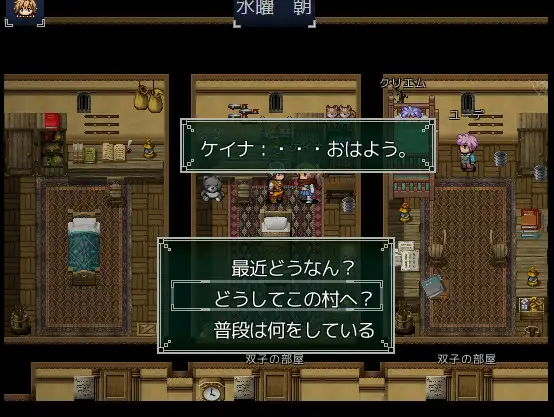 水曜　朝
クリエム
ユーデ
ケイナ：・・・おはよう。
最近どうなん？
どうしてこの村へ？
普段は何をしている
双子の部屋
双子の部屋